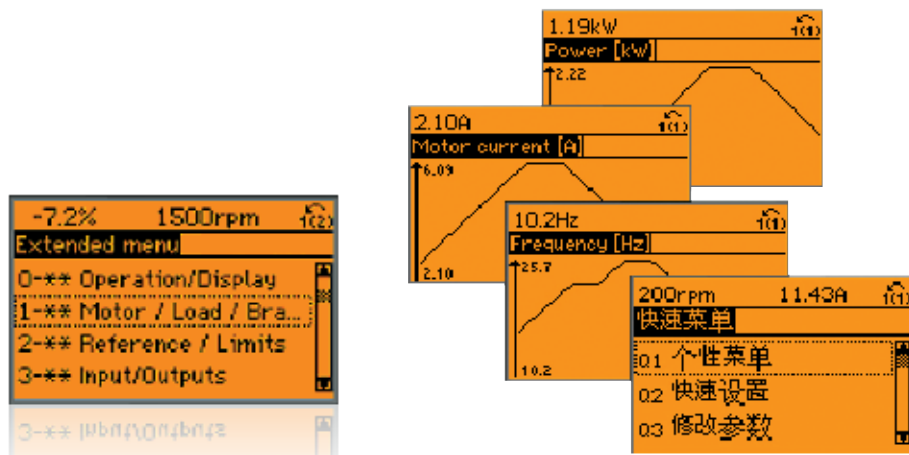 -7.2% 1500rpm 1(2)
Extended menu
0-** Operation/Display
1-** Motor / Load / Bra...
2-** Reference / Limits
3-** Input/Outputs
1.19kW 1(1)
Power [kW]
2.22
2.10A 1(1)
Motor current [A]
6.09
2.10
10.2Hz 1(1)
Frequency [Hz]
25.7
10.2
200rpm 11.43A 1(1)
快速菜单
Q1 个性菜单
Q2 快速设置
Q3 修改参数